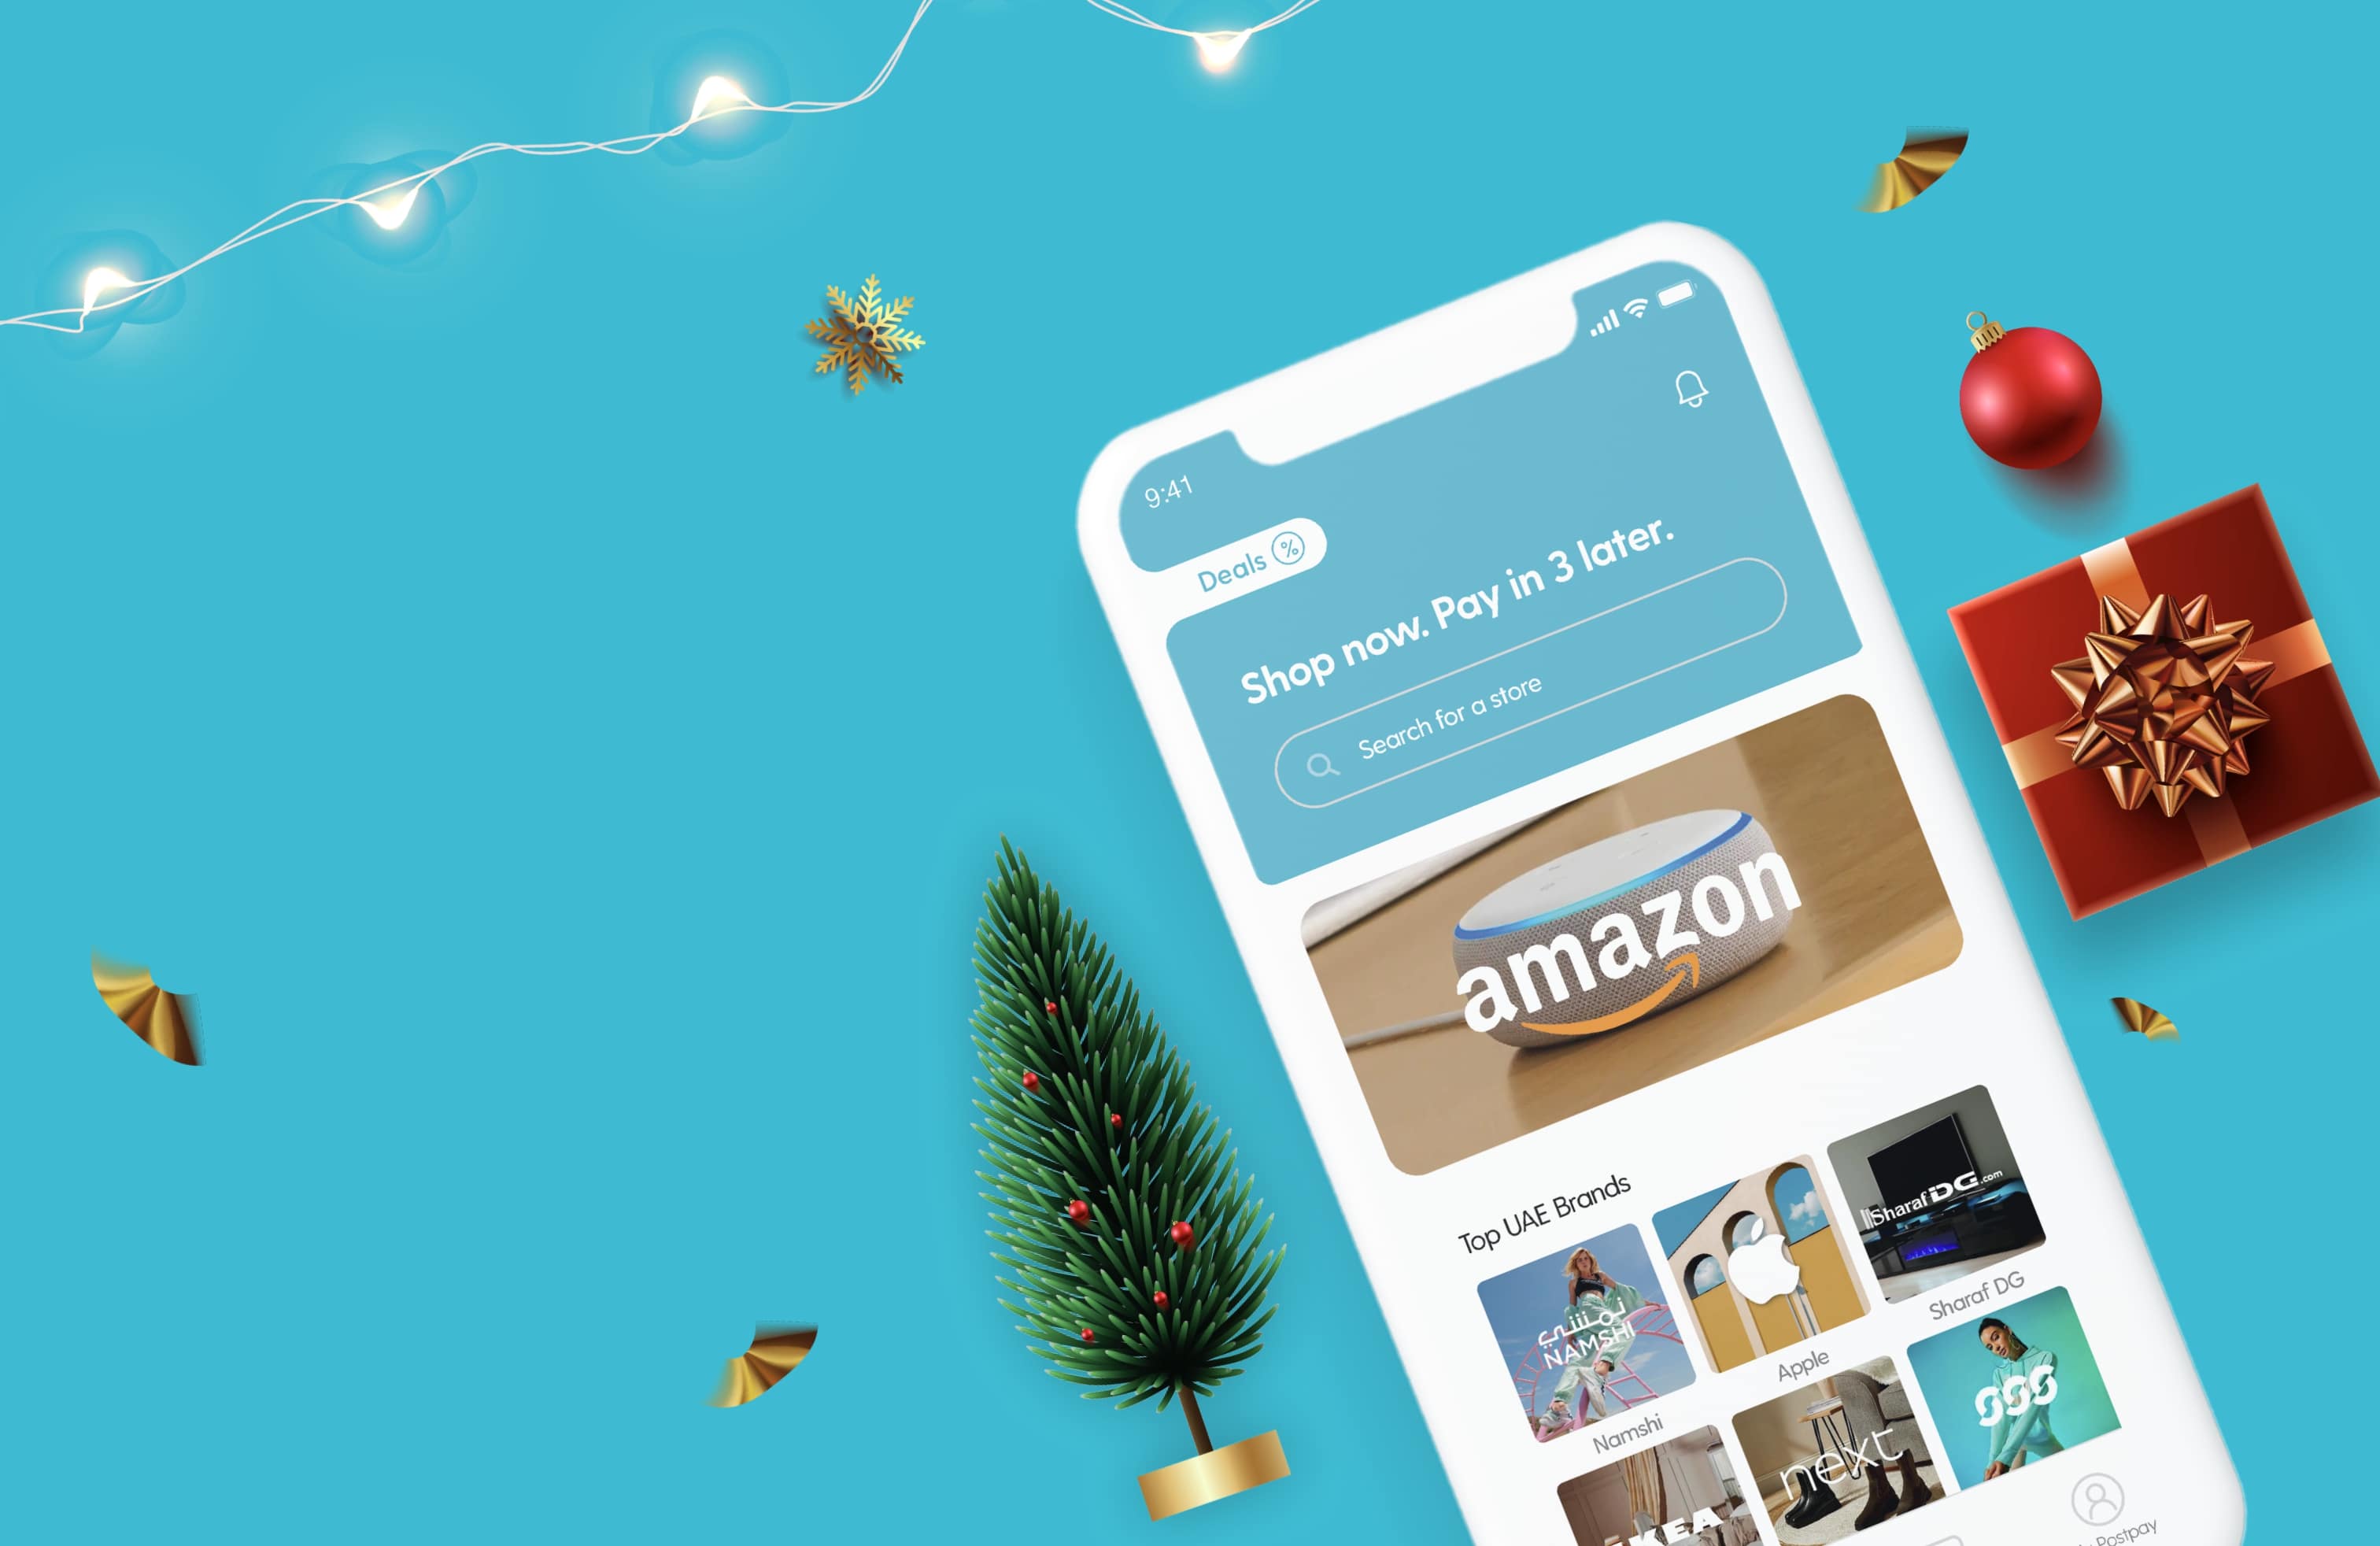 9:41
Deals %
Shop now. Pay in 3 later.
Search for a store
amazon
Top UAE Brands
نمشي
NAMSHI
Namshi
Apple
SharafDG.com
Sharaf DG
IKEA
next
SSS
Postpay